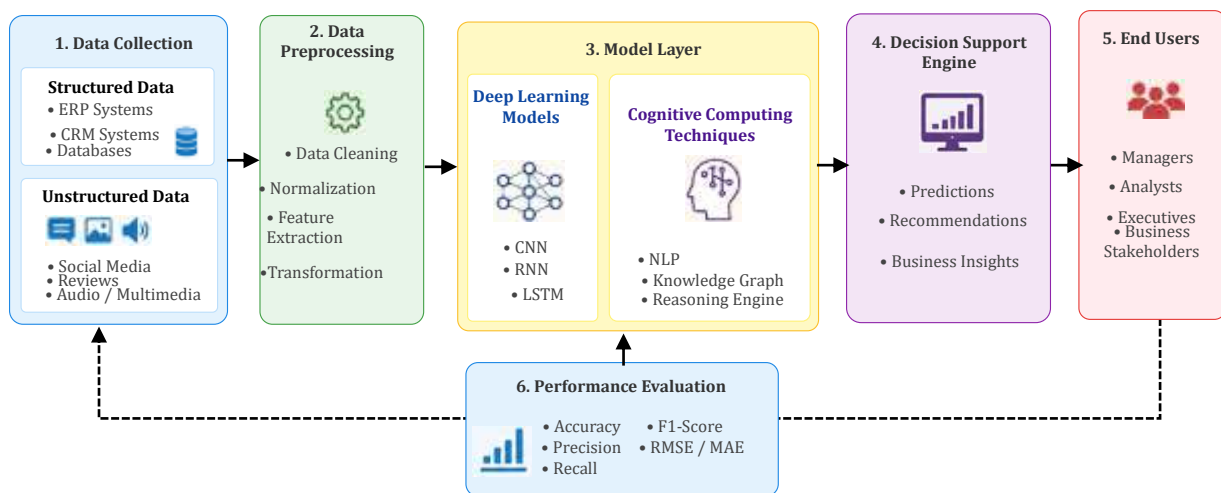 1. Data Collection
Structured Data
• ERP Systems
• CRM Systems
• Databases
Unstructured Data
• Social Media
• Reviews
• Audio / Multimedia
2. Data
Preprocessing
• Data Cleaning
• Normalization
• Feature
Extraction
• Transformation
3. Model Layer
Deep Learning
Models
• CNN
• RNN
• LSTM
Cognitive Computing
Techniques
• NLP
• Knowledge Graph
• Reasoning Engine
4. Decision Support
Engine
• Predictions
• Recommendations
• Business Insights
5. End Users
• Managers
• Analysts
• Executives
• Business
Stakeholders
6. Performance Evaluation
• Accuracy
• Precision
• Recall
• F1-Score
• RMSE / MAE